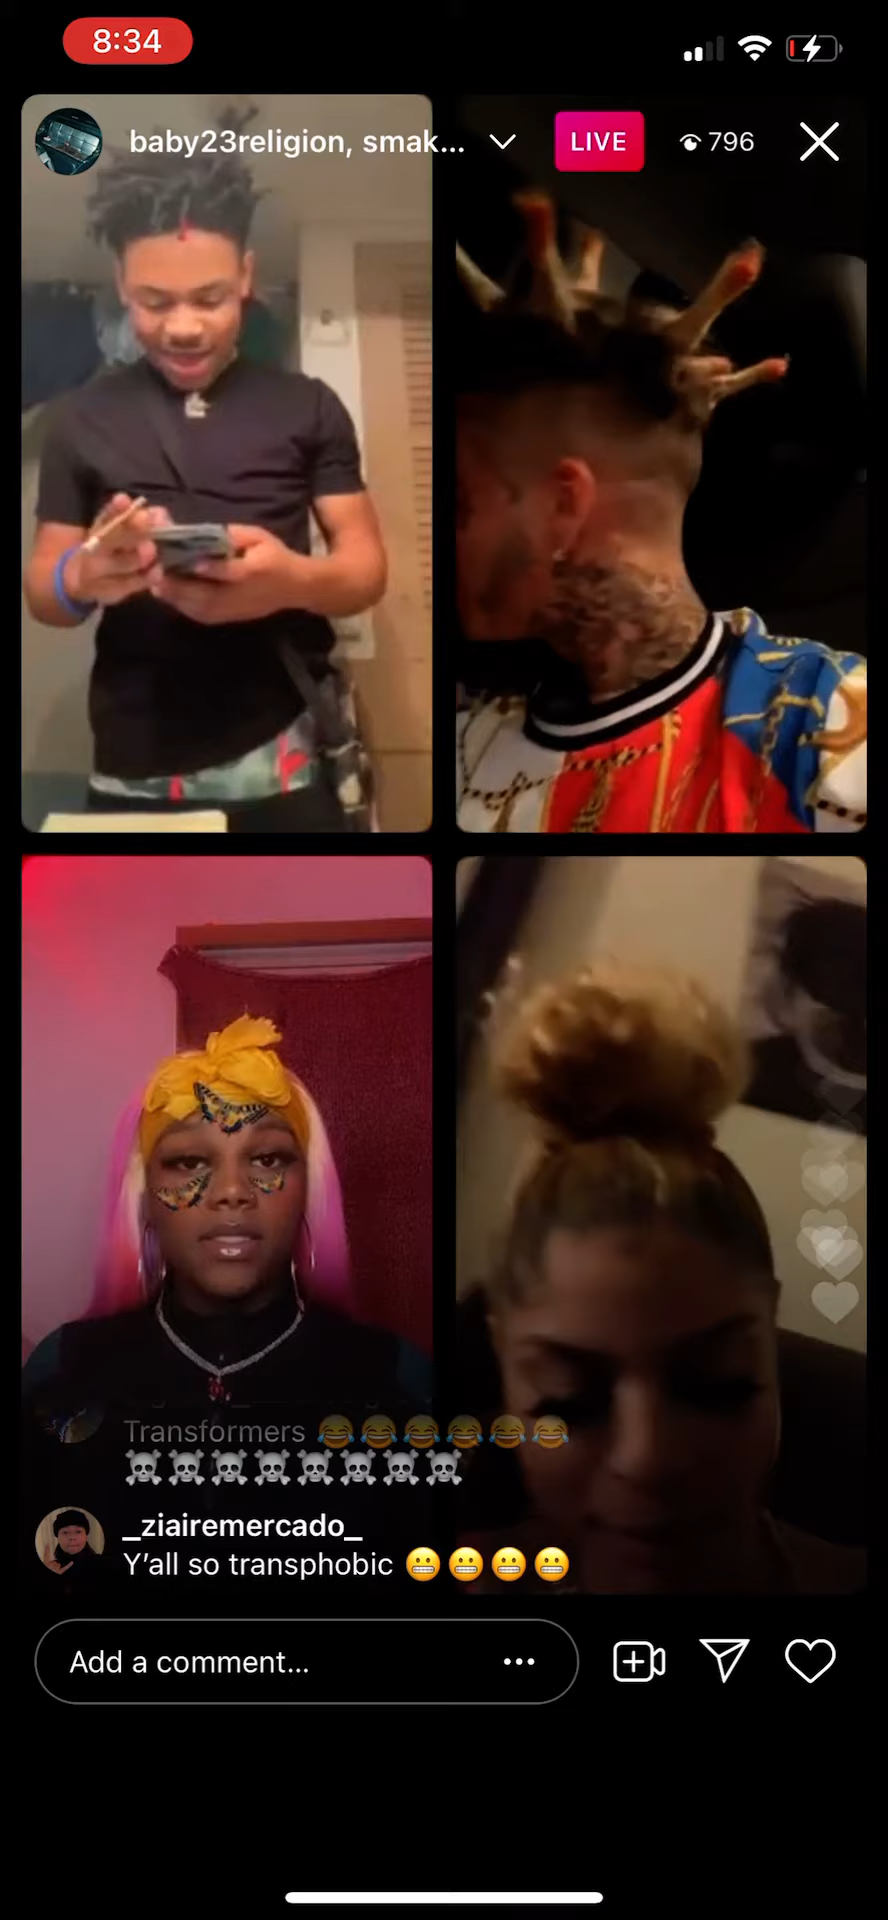 8:34
baby23religion, smak...
LIVE
796
Transformers 😂😂😂😂😂😂
☠️☠️☠️☠️☠️☠️☠️☠️
_ziairemercado_
Y'all so transphobic 😬😬😬😬
Add a comment...